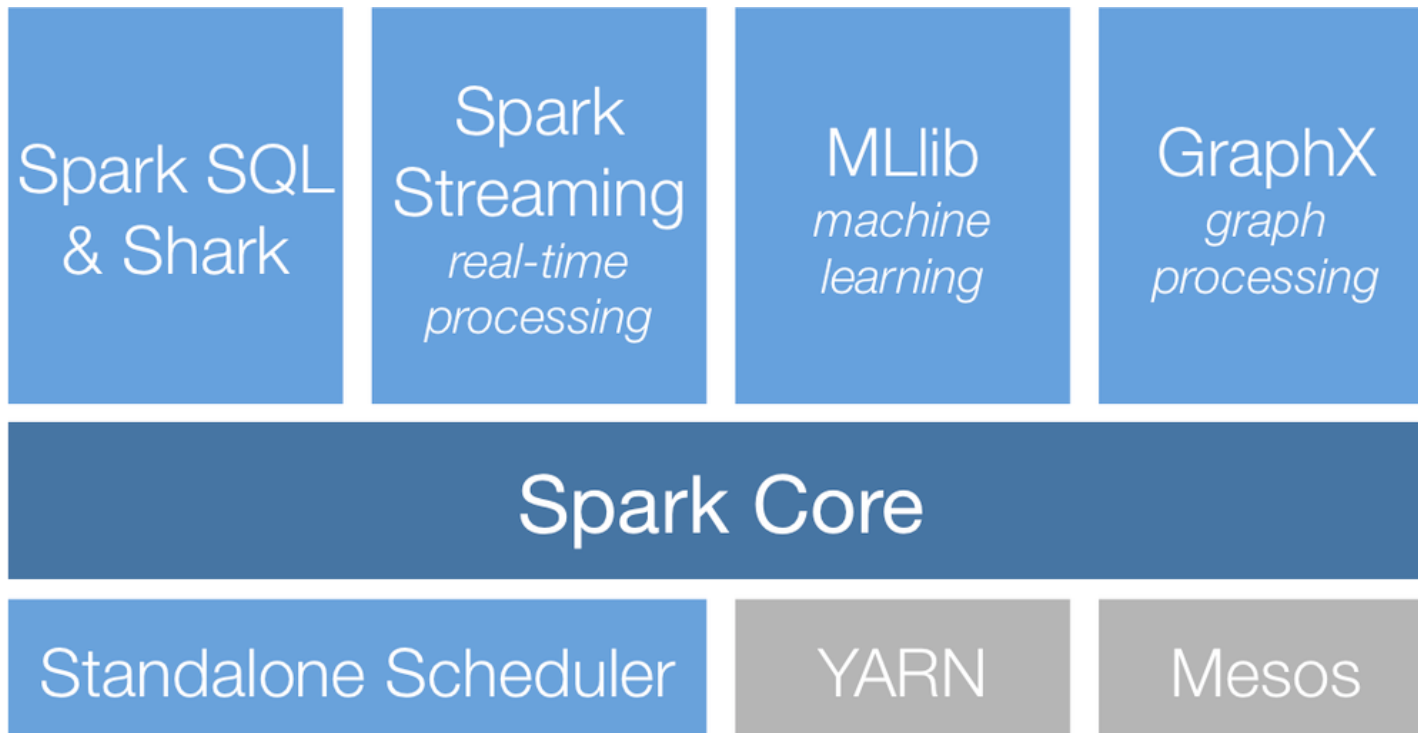 Spark SQL
& Shark
Spark
Streaming
real-time
processing
MLlib
machine
learning
GraphX
graph
processing
Spark Core
Standalone Scheduler
YARN
Mesos